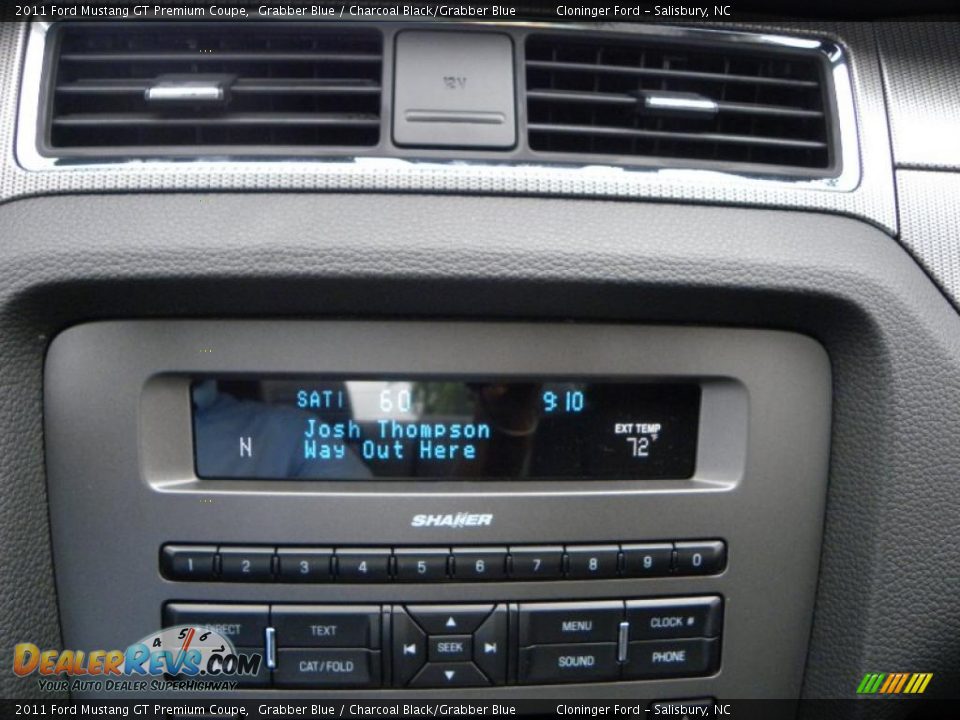 2011 Ford Mustang GT Premium Coupe, Grabber Blue / Charcoal Black/Grabber Blue Cloninger Ford - Salisbury, NC
12V
SAT1 60 9:10
Josh Thompson
Way Out Here
N
EXT TEMP
72°F
SHAKER
1 2 3 4 5 6 7 8 9 0
DIRECT TEXT SEEK MENU CLOCK #
CAT/FOLD SOUND PHONE
5 6
DealerRevs.com
Your Auto Dealer SuperHighway
2011 Ford Mustang GT Premium Coupe, Grabber Blue / Charcoal Black/Grabber Blue Cloninger Ford - Salisbury, NC